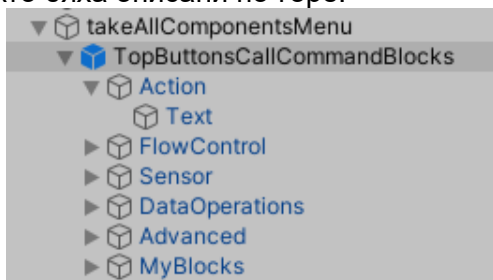 takeAllComponentsMenu
TopButtonsCallCommandBlocks
Action
Text
FlowControl
Sensor
DataOperations
Advanced
MyBlocks